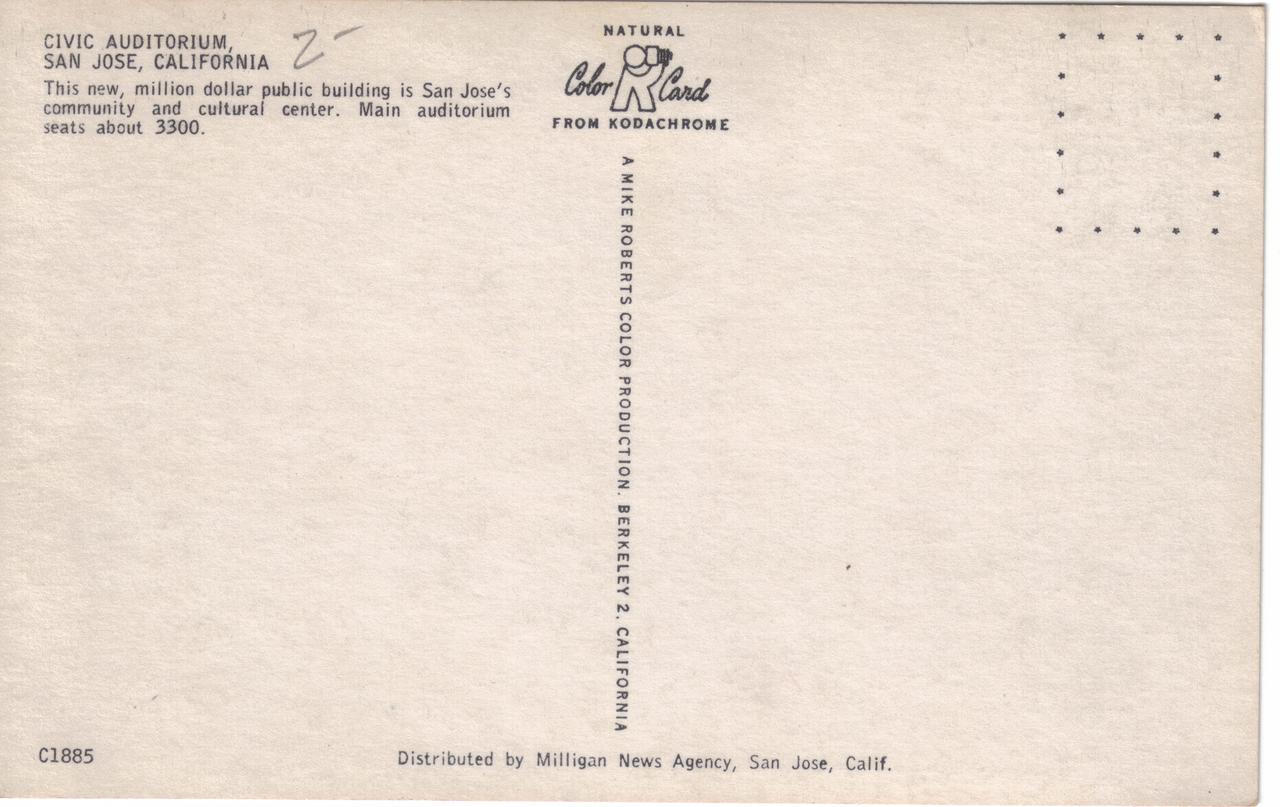 CIVIC AUDITORIUM,
SAN JOSE, CALIFORNIA
2-
This new, million dollar public building is San Jose's
community and cultural center. Main auditorium
seats about 3300.
NATURAL
Color Card
FROM KODACHROME
A MIKE ROBERTS COLOR PRODUCTION. BERKELEY 2. CALIFORNIA
C1885
Distributed by Milligan News Agency, San Jose, Calif.